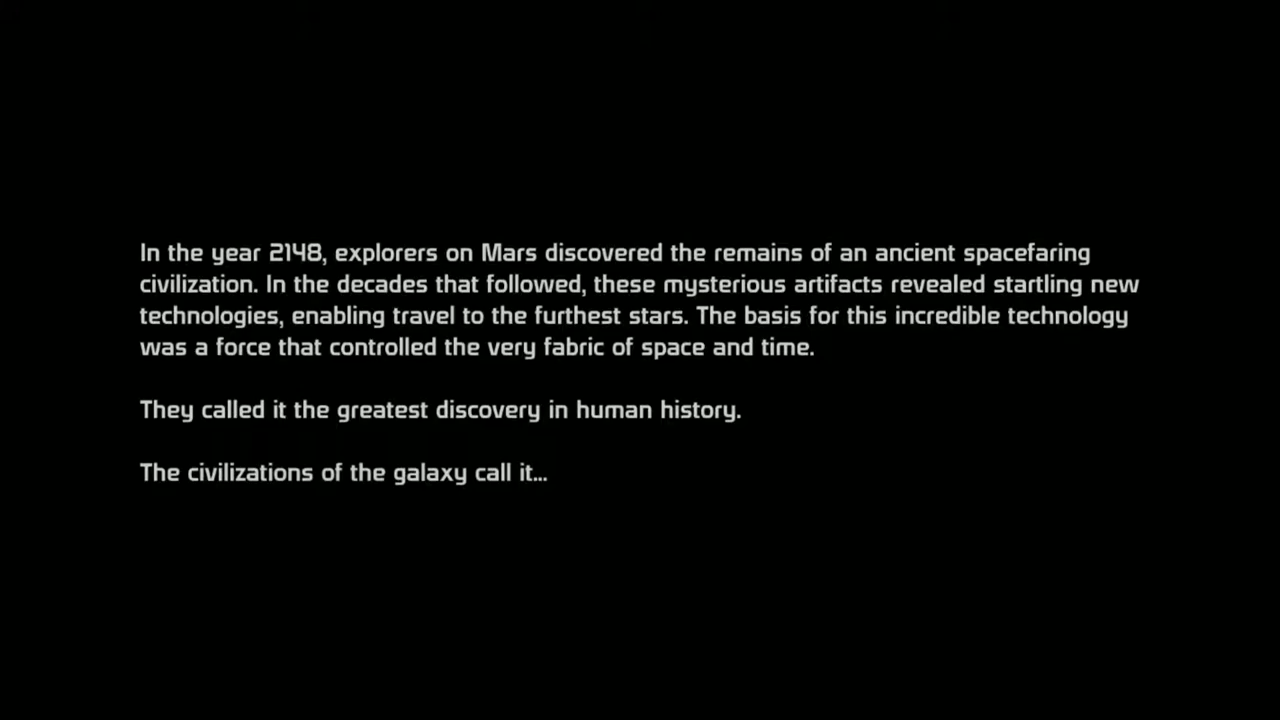 In the year 2148, explorers on Mars discovered the remains of an ancient spacefaring
civilization. In the decades that followed, these mysterious artifacts revealed startling new
technologies, enabling travel to the furthest stars. The basis for this incredible technology
was a force that controlled the very fabric of space and time.
They called it the greatest discovery in human history.
The civilizations of the galaxy call it...